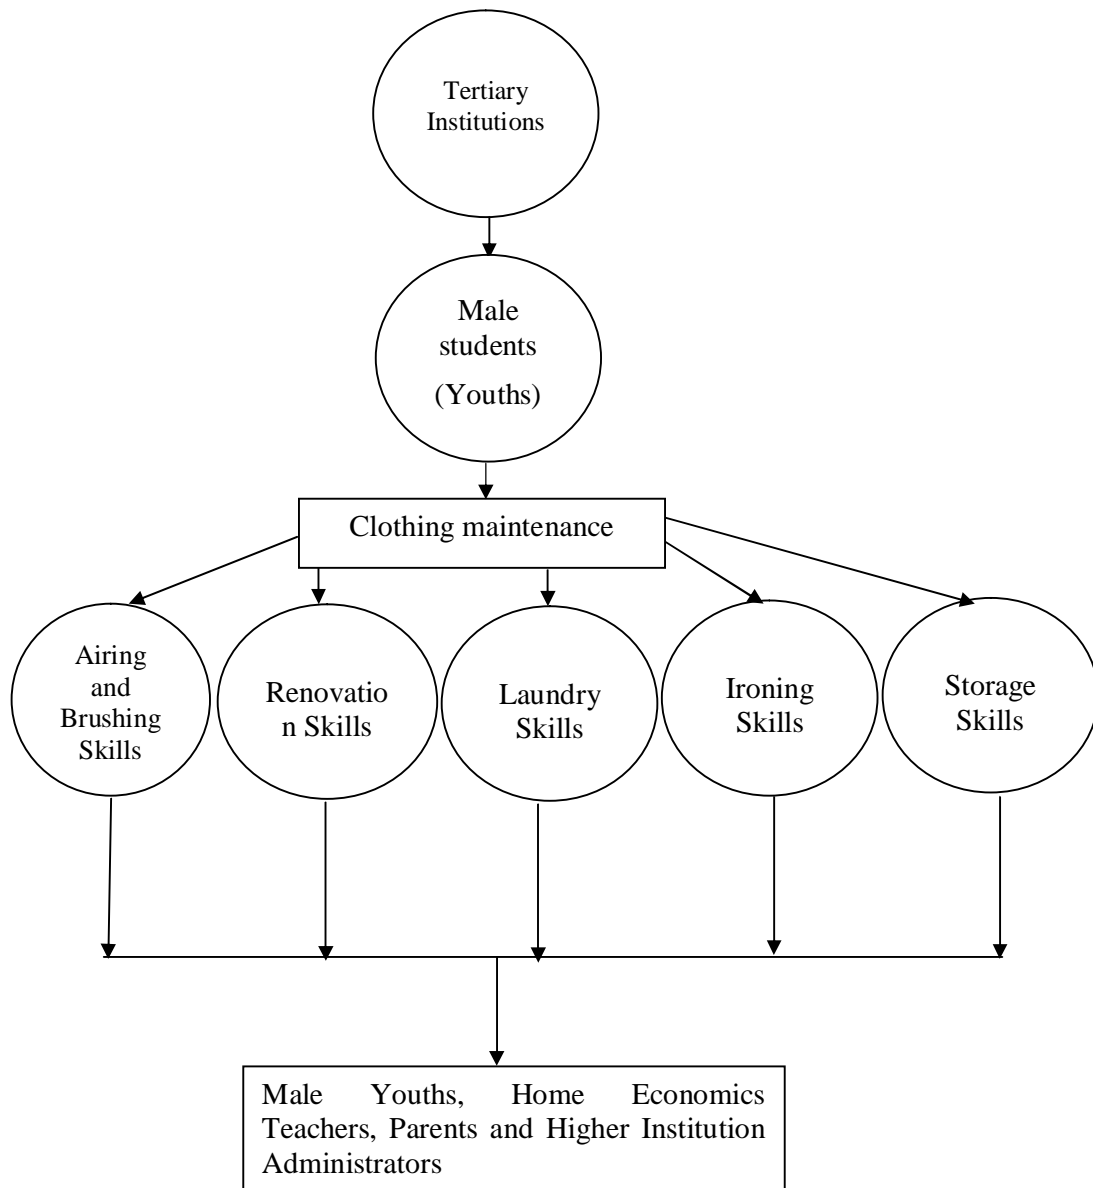 Tertiary
Institutions
Male
students
(Youths)
Clothing maintenance
Airing
and
Brushing
Skills
Renovatio
n Skills
Laundry
Skills
Ironing
Skills
Storage
Skills
Male Youths, Home Economics
Teachers, Parents and Higher Institution
Administrators